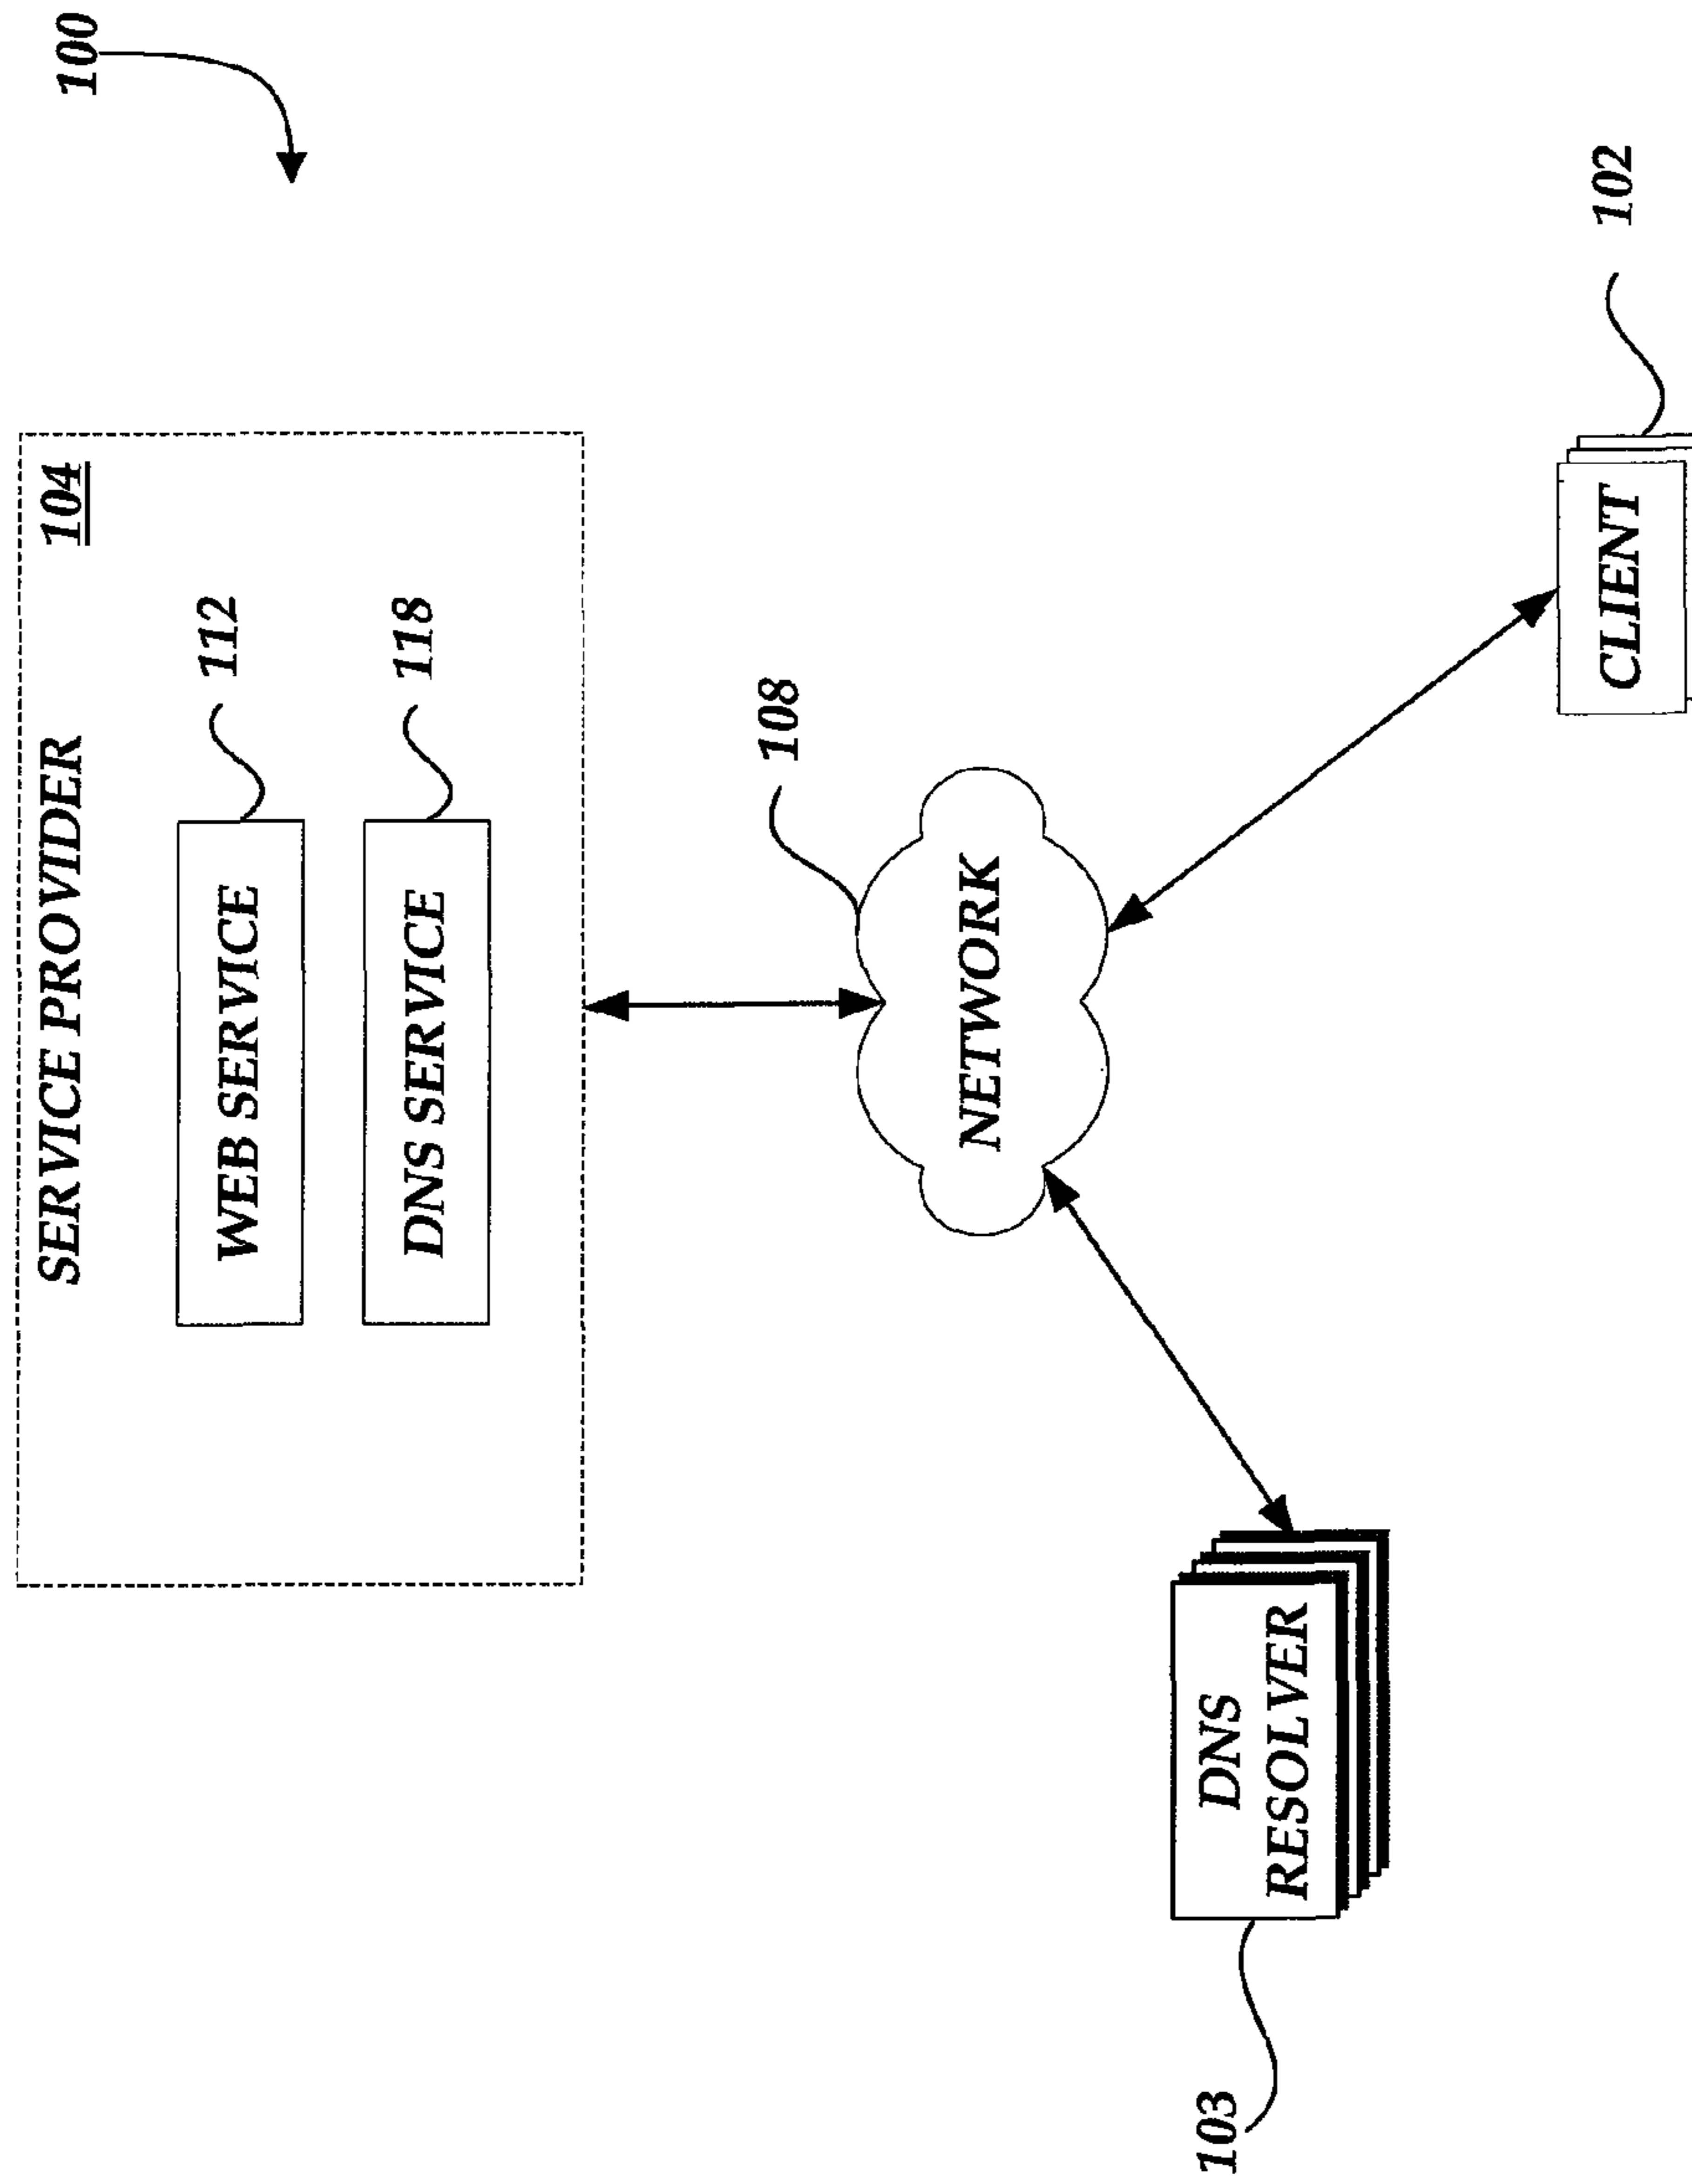 100
SERVICE PROVIDER
104
WEB SERVICE
112
DNS SERVICE
118
108
NETWORK
DNS
RESOLVER
103
CLIENT
102